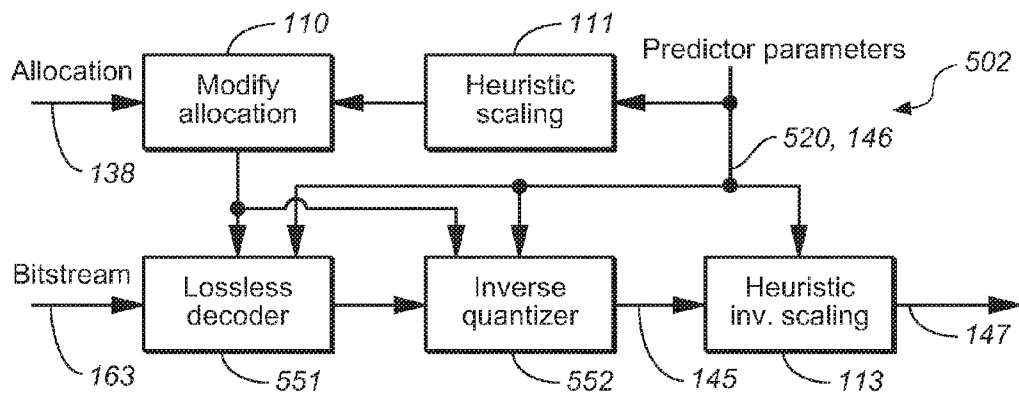 110
111
Predictor parameters
502
Allocation
Modify
allocation
Heuristic
scaling
520, 146
138
Bitstream
Lossless
decoder
Inverse
quantizer
Heuristic
inv. scaling
147
163
551
552
145
113